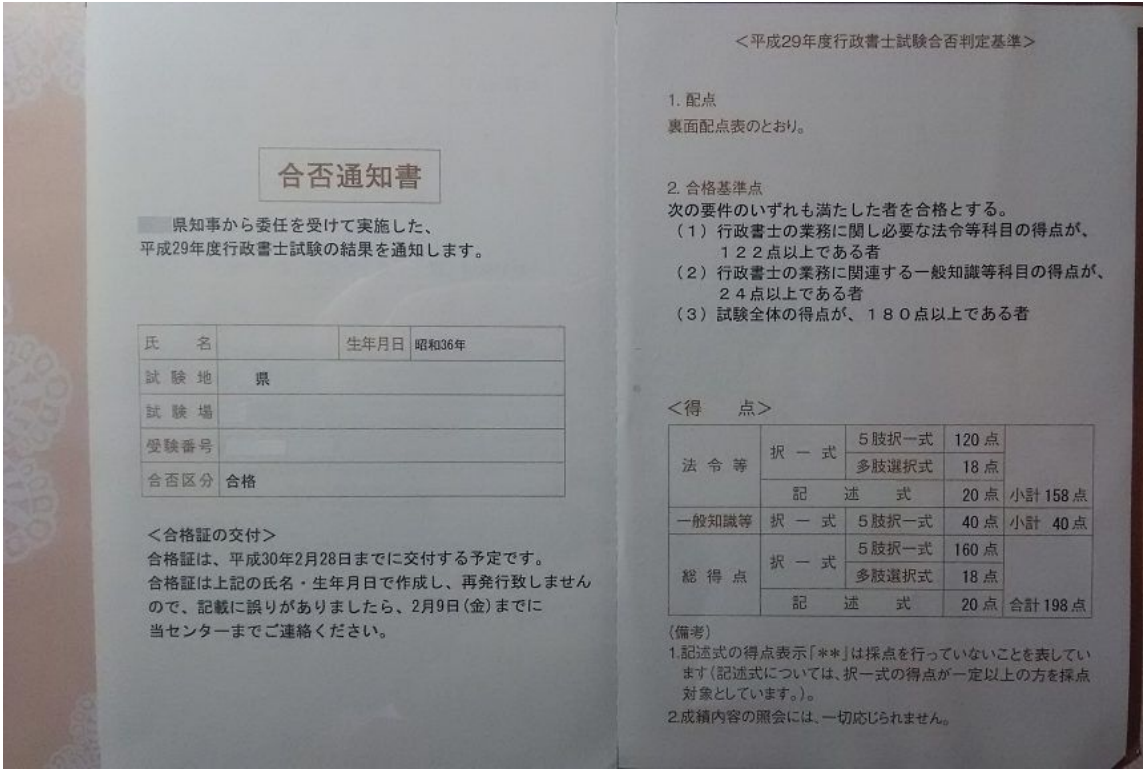 合否通知書
県知事から委任を受けて実施した、
平成29年度行政書士試験の結果を通知します。
氏 名 生年月日 昭和36年
試験地 県
試験場
受験番号
合否区分 合格
<合格証の交付>
合格証は、平成30年2月28日までに交付する予定です。
合格証は上記の氏名・生年月日で作成し、再発行致しません
ので、記載に誤りがありましたら、2月9日(金)までに
当センターまでご連絡ください。
<平成29年度行政書士試験合否判定基準>
1. 配点
裏面配点表のとおり。
2. 合格基準点
次の要件のいずれも満たした者を合格とする。
(1)行政書士の業務に関し必要な法令等科目の得点が、
122点以上である者
(2)行政書士の業務に関連する一般知識等科目の得点が、
24点以上である者
(3)試験全体の得点が、180点以上である者
<得 点>
法令等 択一式 5肢択一式 120点
多肢選択式 18点
記述式 20点 小計158点
一般知識等 択一式 5肢択一式 40点 小計 40点
総得点 択一式 5肢択一式 160点
多肢選択式 18点
記述式 20点 合計198点
(備考)
1.記述式の得点表示「**」は採点を行っていないことを表してい
ます(記述式については、択一式の得点が一定以上の方を採点
対象としています。)。
2.成績内容の照会には、一切応じられません。